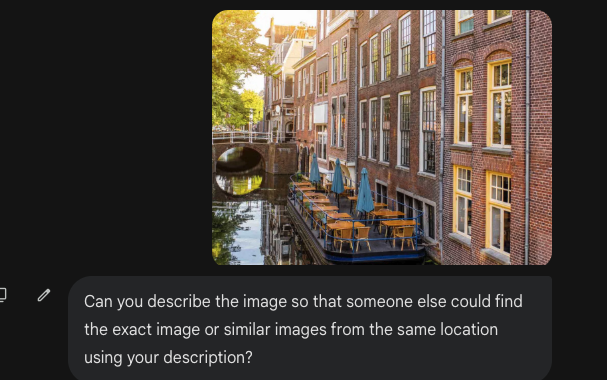 Can you describe the image so that someone else could find
the exact image or similar images from the same location
using your description?